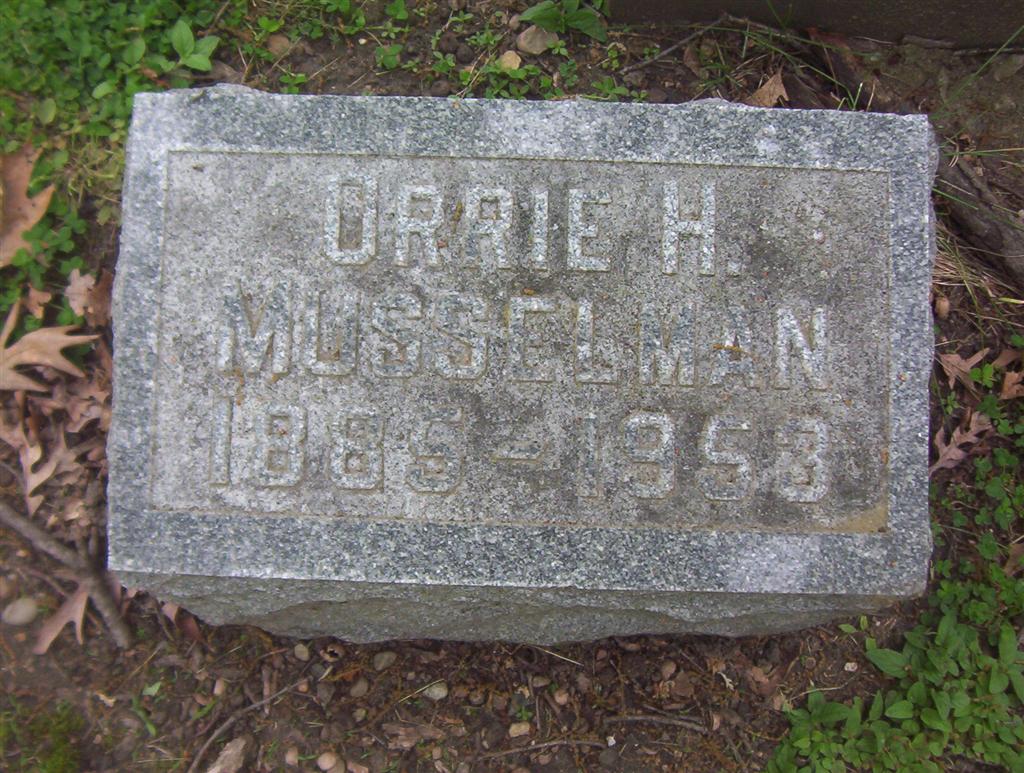 ORRIE H.
MUSSELMAN
1885-1953